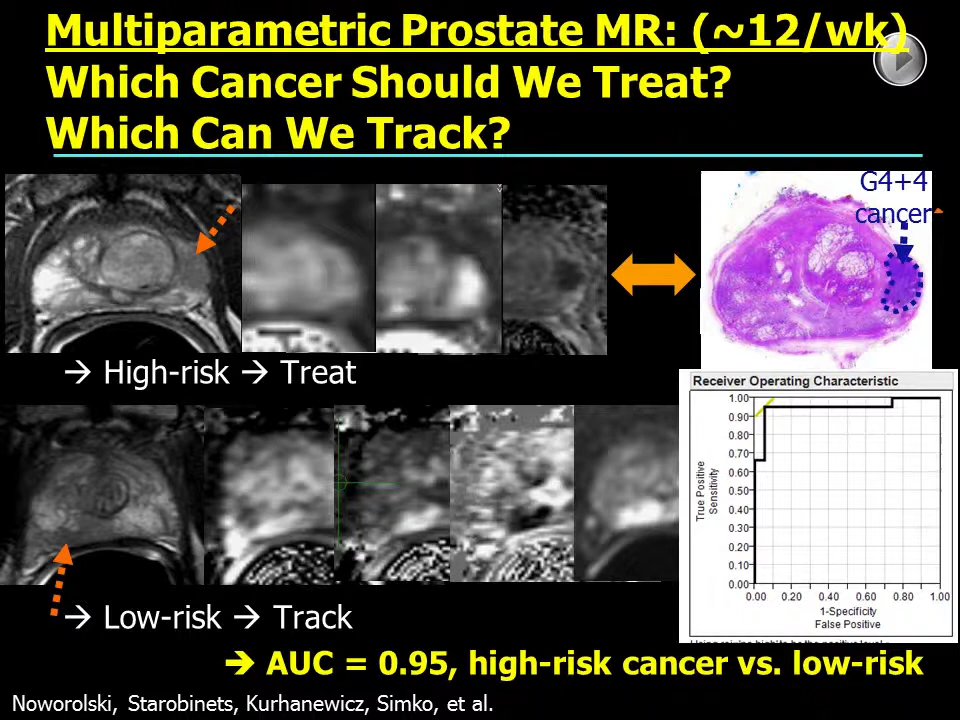 Multiparametric Prostate MR: (~12/wk)
Which Cancer Should We Treat?
Which Can We Track?
G4+4
cancer
→ High-risk → Treat
Receiver Operating Characteristic
1.00
0.90
0.80
0.70
0.60
0.50
0.40
0.30
0.20
0.10
0.00
True Positive
Sensitivity
0.00 0.20 0.40 0.60 0.80 1.00
1-Specificity
False Positive
→ Low-risk → Track
→ AUC = 0.95, high-risk cancer vs. low-risk
Noworolski, Starobinets, Kurhanewicz, Simko, et al.